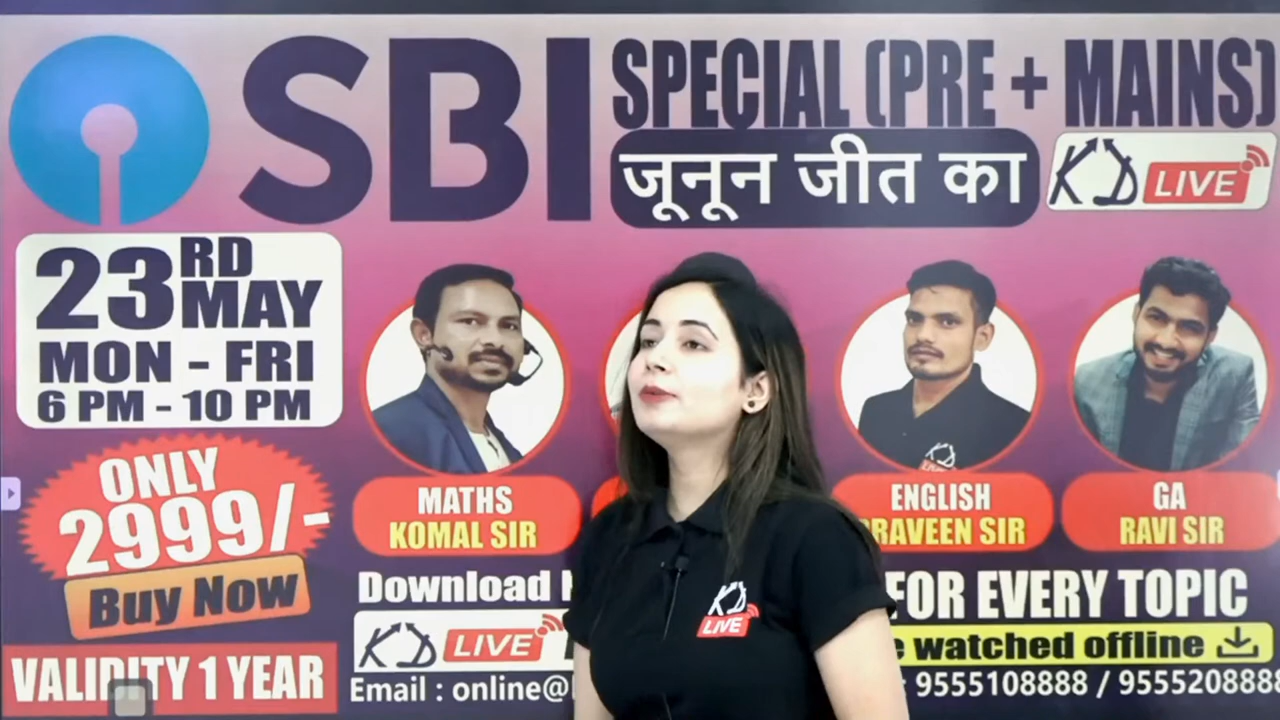 SBI
SPECIAL (PRE + MAINS)
जूनून जीत का
KD LIVE
23RD
MAY
MON - FRI
6 PM - 10 PM
ONLY
2999/-
Buy Now
VALIDITY 1 YEAR
MATHS
KOMAL SIR
ENGLISH
PRAVEEN SIR
GA
RAVI SIR
KD
LIVE
Download
FOR EVERY TOPIC
KD LIVE
watched offline
Email : online@
9555108888 / 9555208888